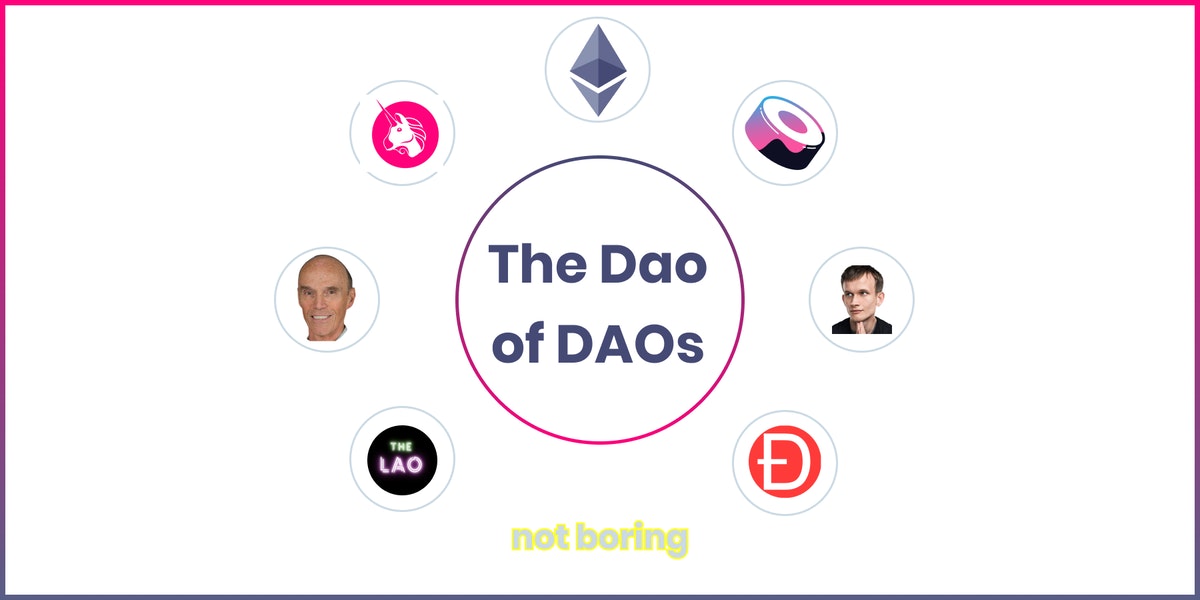 The Dao
of DAOs
THE
LAO
Đ
not boring